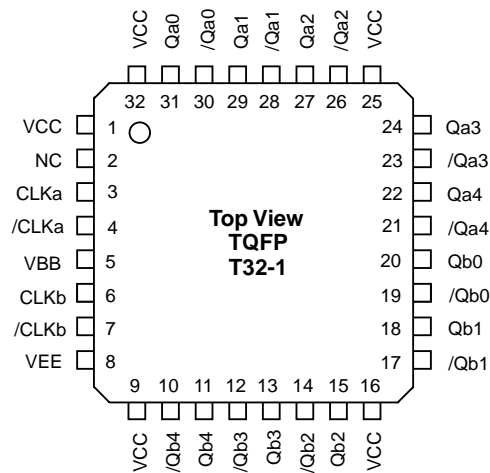 VCC Qa0 /Qa0 Qa1 /Qa1 Qa2 /Qa2 VCC
32 31 30 29 28 27 26 25
VCC 1 24 Qa3
NC 2 23 /Qa3
CLKa 3 22 Qa4
/CLKa 4 21 /Qa4
VBB 5 20 Qb0
CLKb 6 19 /Qb0
/CLKb 7 18 Qb1
VEE 8 17 /Qb1
Top View
TQFP
T32-1
9 10 11 12 13 14 15 16
VCC /Qb4 Qb4 /Qb3 Qb3 /Qb2 Qb2 VCC